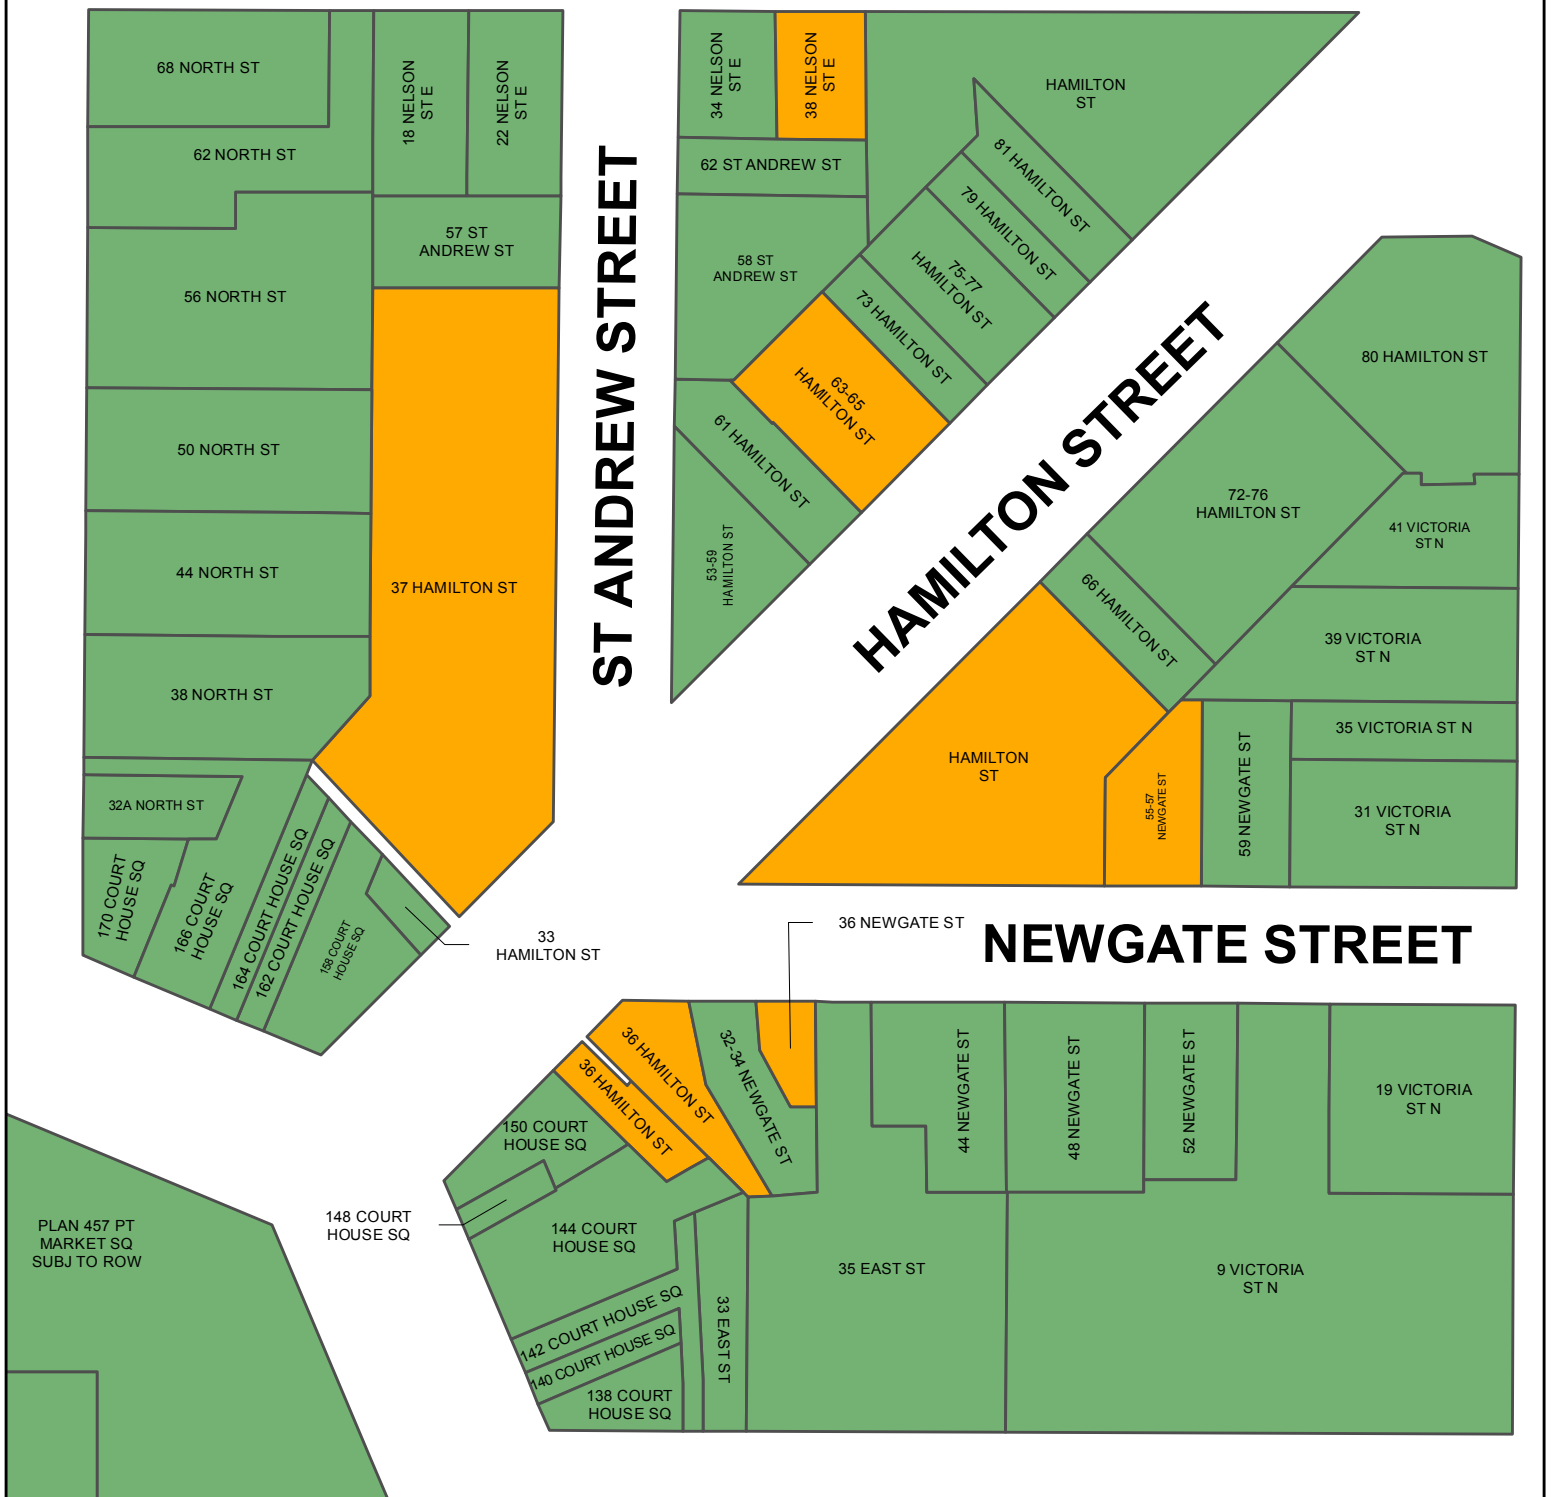 68 NORTH ST
62 NORTH ST
18 NELSON
ST E
22 NELSON
ST E
57 ST
ANDREW ST
56 NORTH ST
50 NORTH ST
44 NORTH ST
38 NORTH ST
37 HAMILTON ST
32A NORTH ST
170 COURT
HOUSE SQ
166 COURT
HOUSE SQ
164 COURT HOUSE SQ
162 COURT HOUSE SQ
158 COURT
HOUSE SQ
33
HAMILTON ST
ST ANDREW STREET
34 NELSON
ST E
38 NELSON
ST E
HAMILTON
ST
62 ST ANDREW ST
58 ST
ANDREW ST
81 HAMILTON ST
79 HAMILTON ST
75-77
HAMILTON ST
73 HAMILTON ST
63-65
HAMILTON ST
61 HAMILTON ST
53-59
HAMILTON ST
HAMILTON STREET
80 HAMILTON ST
72-76
HAMILTON ST
41 VICTORIA
ST N
66 HAMILTON ST
39 VICTORIA
ST N
HAMILTON
ST
55-57
NEWGATE ST
59 NEWGATE ST
35 VICTORIA ST N
31 VICTORIA
ST N
36 NEWGATE ST
NEWGATE STREET
36 HAMILTON ST
36 HAMILTON ST
32-34 NEWGATE ST
44 NEWGATE ST
48 NEWGATE ST
52 NEWGATE ST
19 VICTORIA
ST N
150 COURT
HOUSE SQ
148 COURT
HOUSE SQ
144 COURT
HOUSE SQ
142 COURT HOUSE SQ
140 COURT HOUSE SQ
138 COURT
HOUSE SQ
33 EAST ST
35 EAST ST
9 VICTORIA
ST N
PLAN 457 PT
MARKET SQ
SUBJ TO ROW